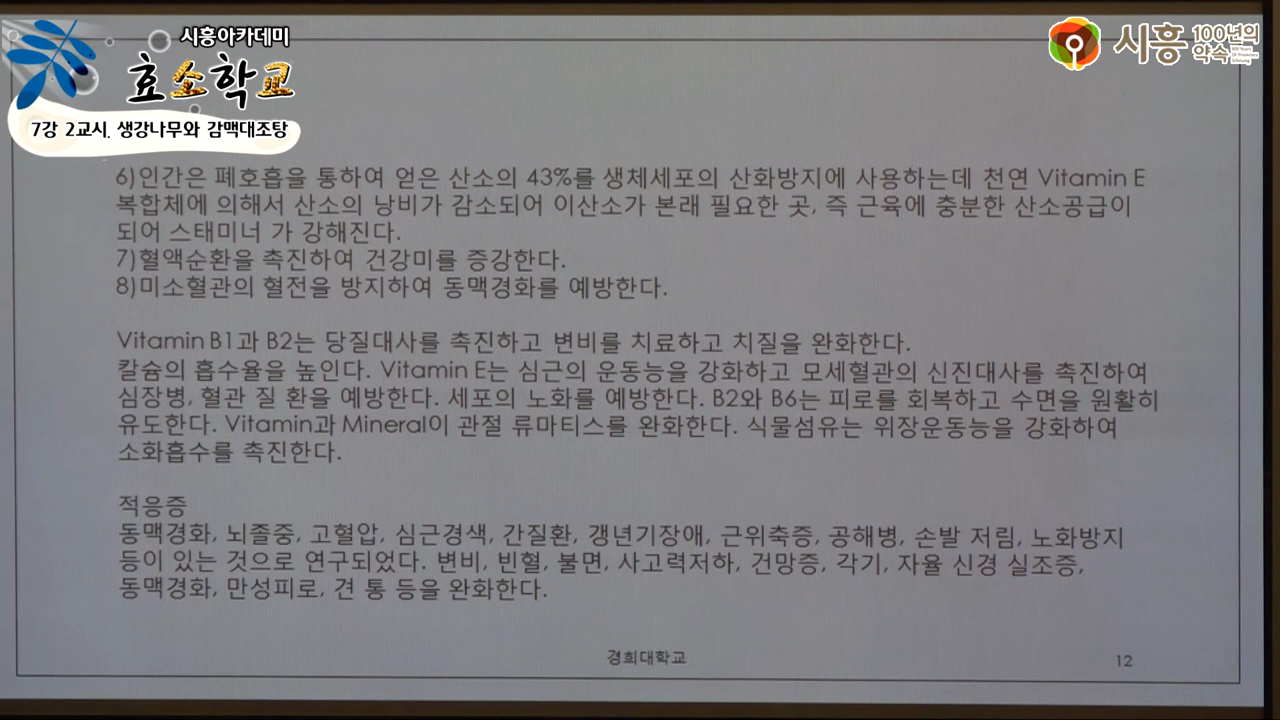 시흥아카데미
효소학교
7강 2교시. 생강나무와 감맥대조탕
시흥 100년의 약속
6)인간은 폐호흡을 통하여 얻은 산소의 43%를 생체세포의 산화방지에 사용하는데 천연 Vitamin E
복합체에 의해서 산소의 낭비가 감소되어 이산소가 본래 필요한 곳, 즉 근육에 충분한 산소공급이
되어 스태미너 가 강해진다.
7)혈액순환을 촉진하여 건강미를 증강한다.
8)미소혈관의 혈전을 방지하여 동맥경화를 예방한다.
Vitamin B1과 B2는 당질대사를 촉진하고 변비를 치료하고 치질을 완화한다.
칼슘의 흡수율을 높인다. Vitamin E는 심근의 운동능을 강화하고 모세혈관의 신진대사를 촉진하여
심장병, 혈관 질 환을 예방한다. 세포의 노화를 예방한다. B2와 B6는 피로를 회복하고 수면을 원활히
유도한다. Vitamin과 Mineral이 관절 류마티스를 완화한다. 식물섬유는 위장운동능을 강화하여
소화흡수를 촉진한다.
적응증
동맥경화, 뇌졸중, 고혈압, 심근경색, 간질환, 갱년기장애, 근위축증, 공해병, 손발 저림, 노화방지
등이 있는 것으로 연구되었다. 변비, 빈혈, 불면, 사고력저하, 건망증, 각기, 자율 신경 실조증,
동맥경화, 만성피로, 견 통 등을 완화한다.
경희대학교
12